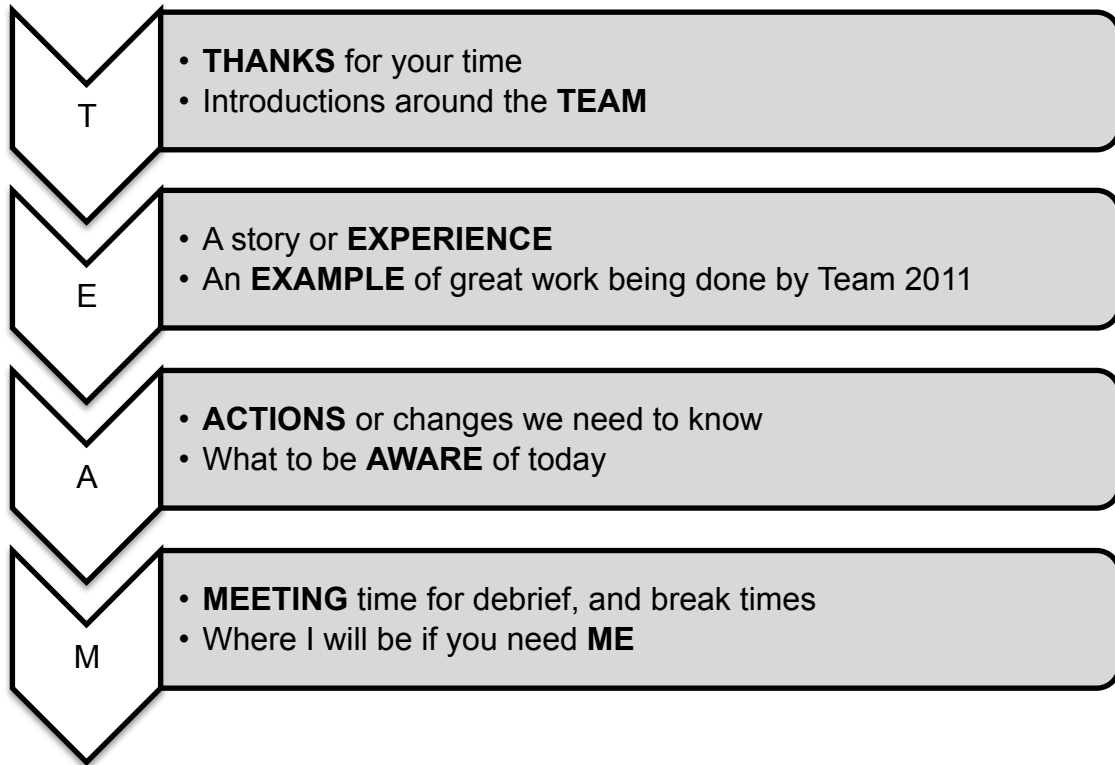 T
• THANKS for your time
• Introductions around the TEAM
E
• A story or EXPERIENCE
• An EXAMPLE of great work being done by Team 2011
A
• ACTIONS or changes we need to know
• What to be AWARE of today
M
• MEETING time for debrief, and break times
• Where I will be if you need ME